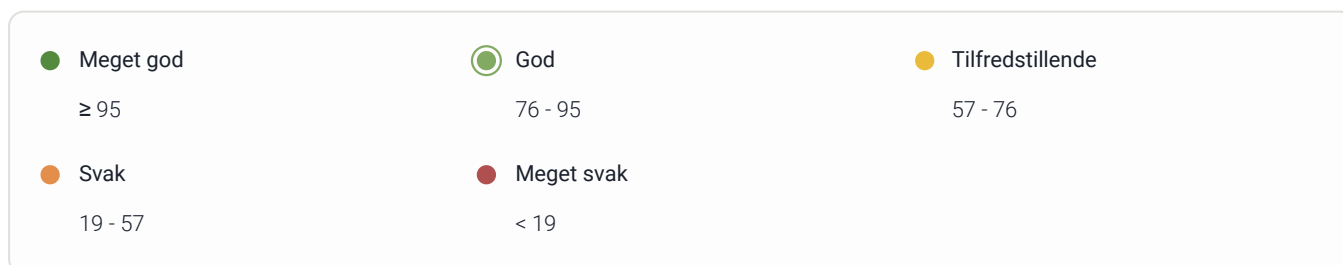 Meget god
≥ 95
God
76 - 95
Tilfredstillende
57 - 76
Svak
19 - 57
Meget svak
< 19